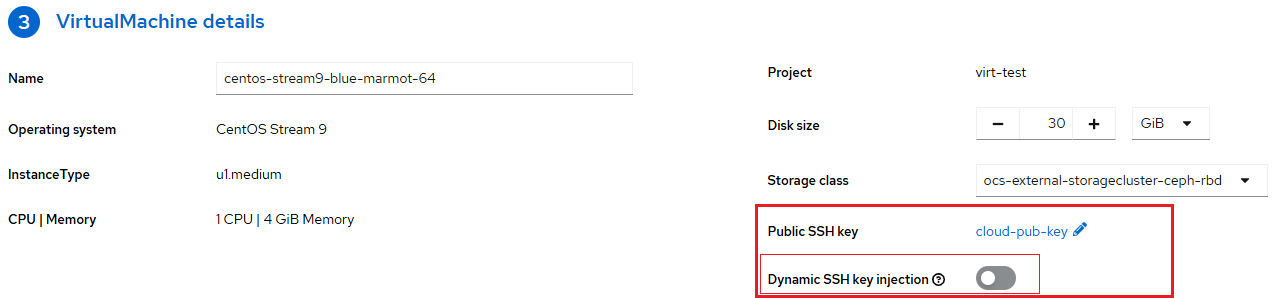 3 VirtualMachine details
Name centos-stream9-blue-marmot-64
Operating system CentOS Stream 9
InstanceType u1.medium
CPU | Memory 1 CPU | 4 GiB Memory
Project virt-test
Disk size − 30 + GiB
Storage class ocs-external-storagecluster-ceph-rbd
Public SSH key cloud-pub-key
Dynamic SSH key injection ?